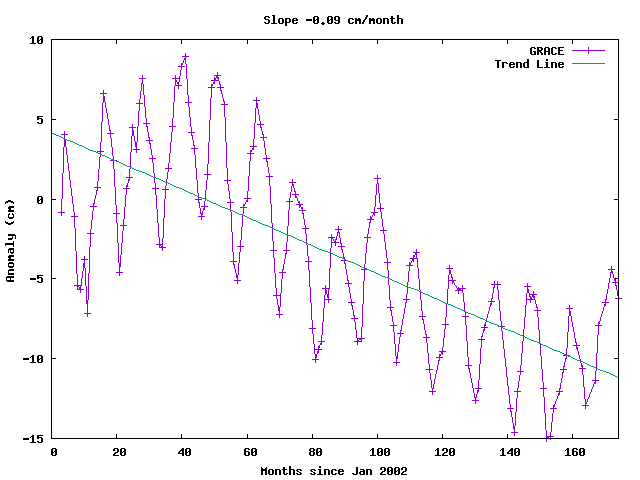 Slope -0.09 cm/month
10
5
0
-5
-10
-15
Anomaly (cm)
GRACE
Trend Line
0 20 40 60 80 100 120 140 160
Months since Jan 2002